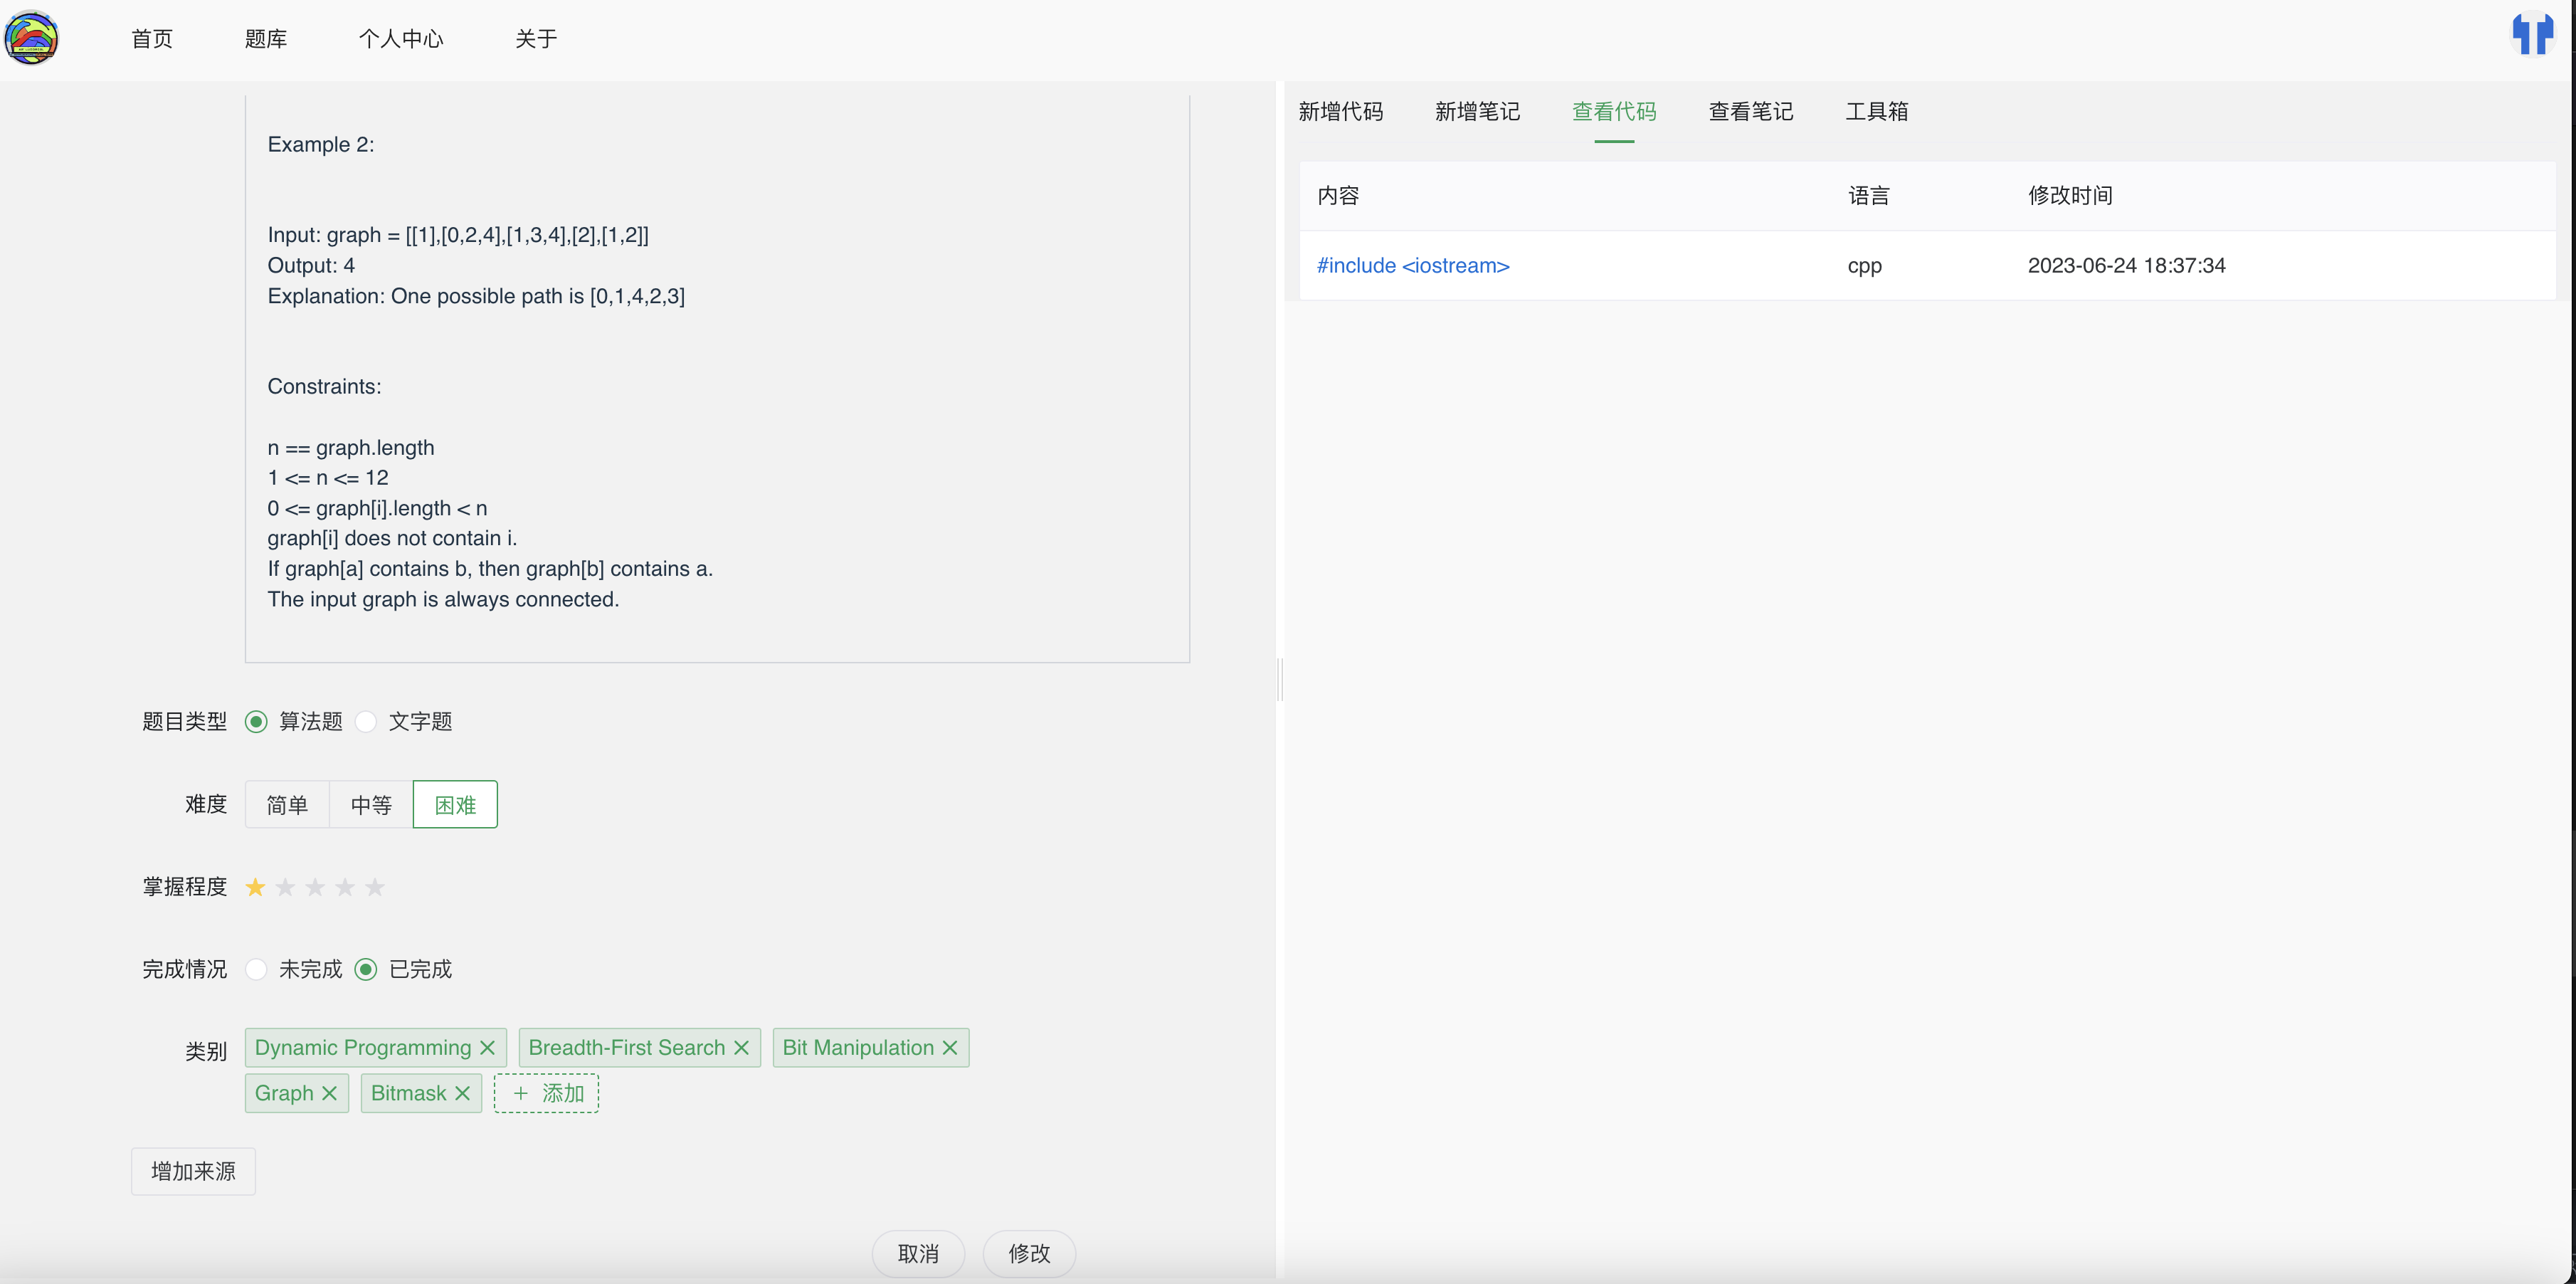 首页 题库 个人中心 关于
Example 2:
Input: graph = [[1],[0,2,4],[1,3,4],[2],[1,2]]
Output: 4
Explanation: One possible path is [0,1,4,2,3]
Constraints:
n == graph.length
1 <= n <= 12
0 <= graph[i].length < n
graph[i] does not contain i.
If graph[a] contains b, then graph[b] contains a.
The input graph is always connected.
题目类型 算法题 文字题
难度 简单 中等 困难
掌握程度
完成情况 未完成 已完成
类别 Dynamic Programming Breadth-First Search Bit Manipulation
Graph Bitmask + 添加
增加来源
取消 修改
新增代码 新增笔记 查看代码 查看笔记 工具箱
内容 语言 修改时间
#include <iostream> cpp 2023-06-24 18:37:34